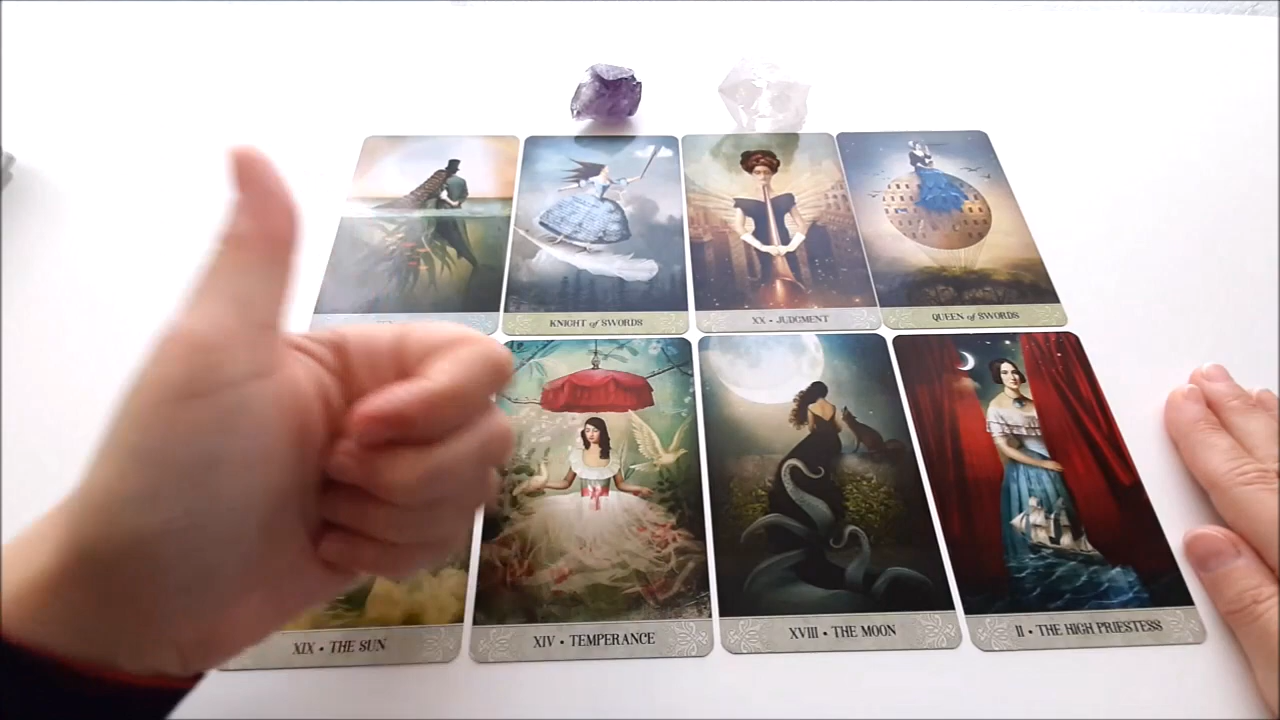 KNIGHT of SWORDS
XX • JUDGMENT
QUEEN of SWORDS
XIX • THE SUN
XIV • TEMPERANCE
XVIII • THE MOON
II • THE HIGH PRIESTESS